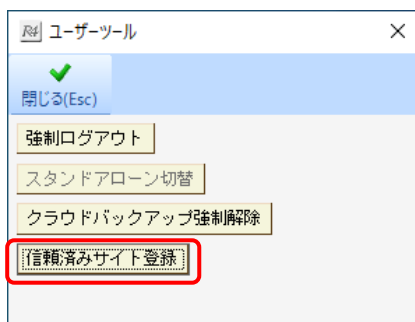 R4 ユーザーツール
閉じる(Esc)
強制ログアウト
スタンドアローン切替
クラウドバックアップ強制解除
信頼済みサイト登録